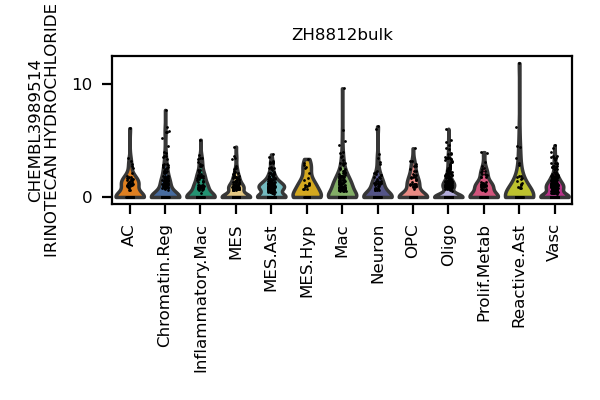 ZH8812bulk
CHEMBL3989514
IRINOTECAN HYDROCHLORIDE
10
0
AC
Chromatin.Reg
Inflammatory.Mac
MES
MES.Ast
MES.Hyp
Mac
Neuron
OPC
Oligo
Prolif.Metab
Reactive.Ast
Vasc